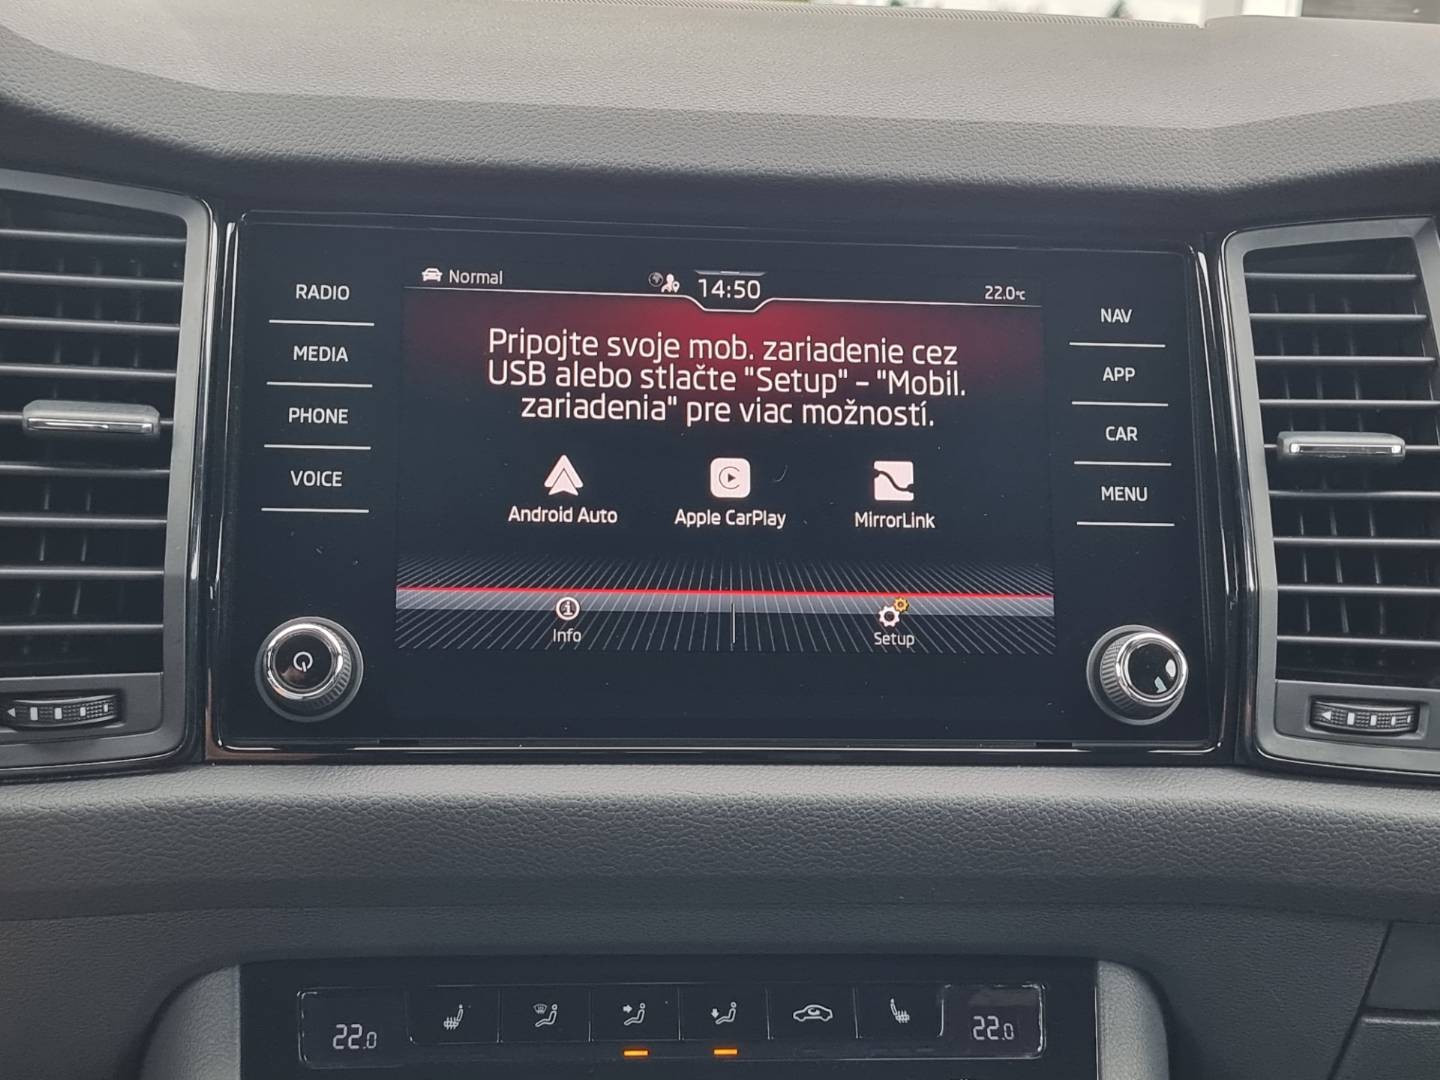 Normal
14:50
22.0°C
Pripojte svoje mob. zariadenie cez
USB alebo stlačte "Setup" - "Mobil.
zariadenia" pre viac možností.
Android Auto
Apple CarPlay
MirrorLink
Info
Setup
RADIO
MEDIA
PHONE
VOICE
NAV
APP
CAR
MENU
22.0
22.0